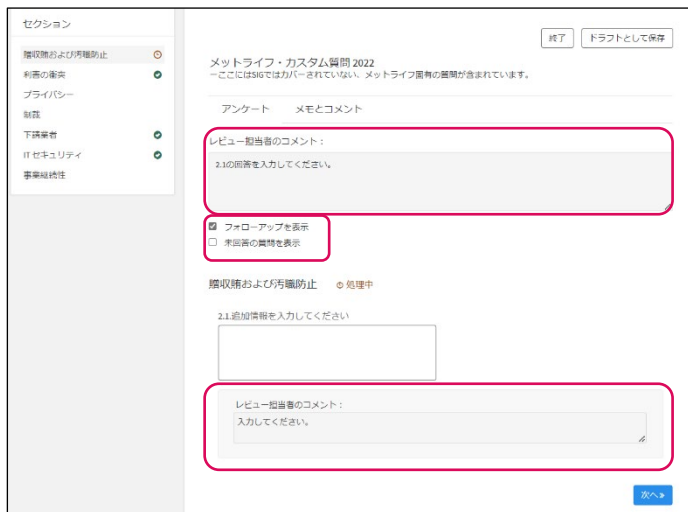 セクション
贈収賄および汚職防止
利害の衝突
プライバシー
制裁
下請業者
IT セキュリティ
事業継続性
終了
ドラフトとして保存
メットライフ・カスタム質問 2022
ーここにはSIGではカバーされていない、メットライフ固有の質問が含まれています。
アンケート メモとコメント
レビュー担当者のコメント：
2.1の回答を入力してください。
フォローアップを表示
未回答の質問を表示
贈収賄および汚職防止 処理中
2.1.追加情報を入力してください
レビュー担当者のコメント：
入力してください。
次へ»